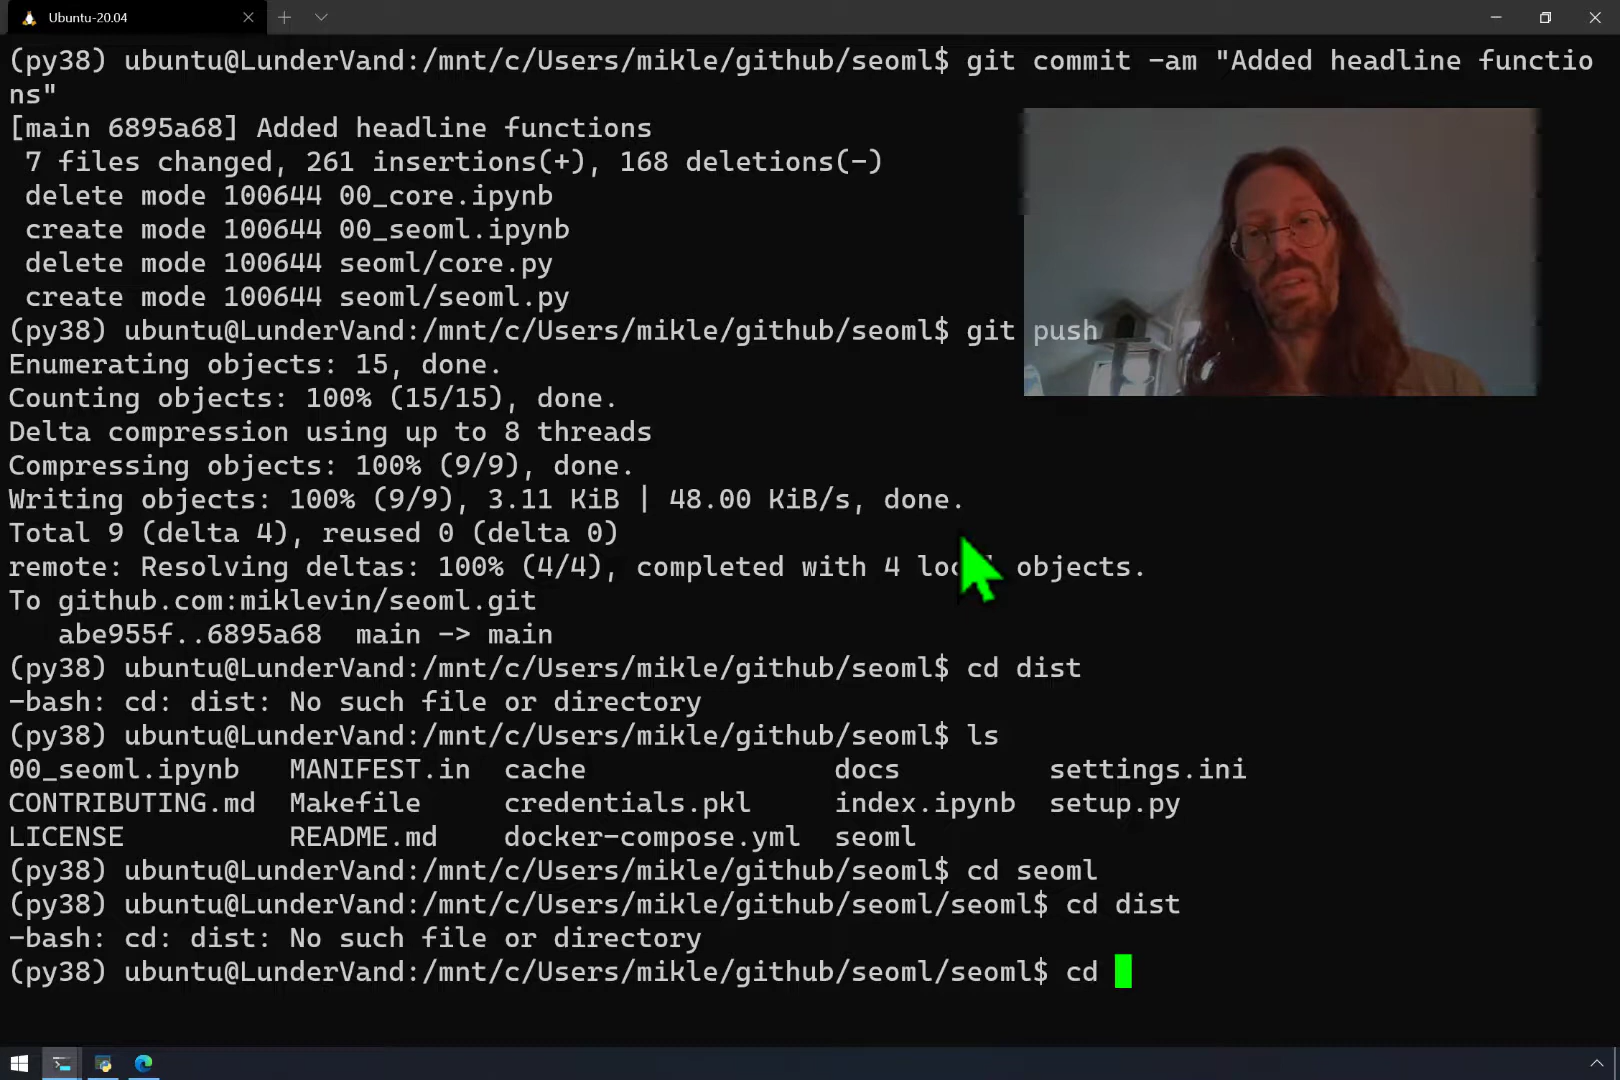 Ubuntu-20.04
(py38) ubuntu@LunderVand:/mnt/c/Users/mikle/github/seoml$ git commit -am "Added headline functio
ns"
[main 6895a68] Added headline functions
 7 files changed, 261 insertions(+), 168 deletions(-)
 delete mode 100644 00_core.ipynb
 create mode 100644 00_seoml.ipynb
 delete mode 100644 seoml/core.py
 create mode 100644 seoml/seoml.py
(py38) ubuntu@LunderVand:/mnt/c/Users/mikle/github/seoml$ git push
Enumerating objects: 15, done.
Counting objects: 100% (15/15), done.
Delta compression using up to 8 threads
Compressing objects: 100% (9/9), done.
Writing objects: 100% (9/9), 3.11 KiB | 48.00 KiB/s, done.
Total 9 (delta 4), reused 0 (delta 0)
remote: Resolving deltas: 100% (4/4), completed with 4 local objects.
To github.com:miklevin/seoml.git
   abe955f..6895a68  main -> main
(py38) ubuntu@LunderVand:/mnt/c/Users/mikle/github/seoml$ cd dist
-bash: cd: dist: No such file or directory
(py38) ubuntu@LunderVand:/mnt/c/Users/mikle/github/seoml$ ls
00_seoml.ipynb   MANIFEST.in  cache               docs         settings.ini
CONTRIBUTING.md  Makefile     credentials.pkl     index.ipynb  setup.py
LICENSE          README.md    docker-compose.yml  seoml
(py38) ubuntu@LunderVand:/mnt/c/Users/mikle/github/seoml$ cd seoml
(py38) ubuntu@LunderVand:/mnt/c/Users/mikle/github/seoml/seoml$ cd dist
-bash: cd: dist: No such file or directory
(py38) ubuntu@LunderVand:/mnt/c/Users/mikle/github/seoml/seoml$ cd